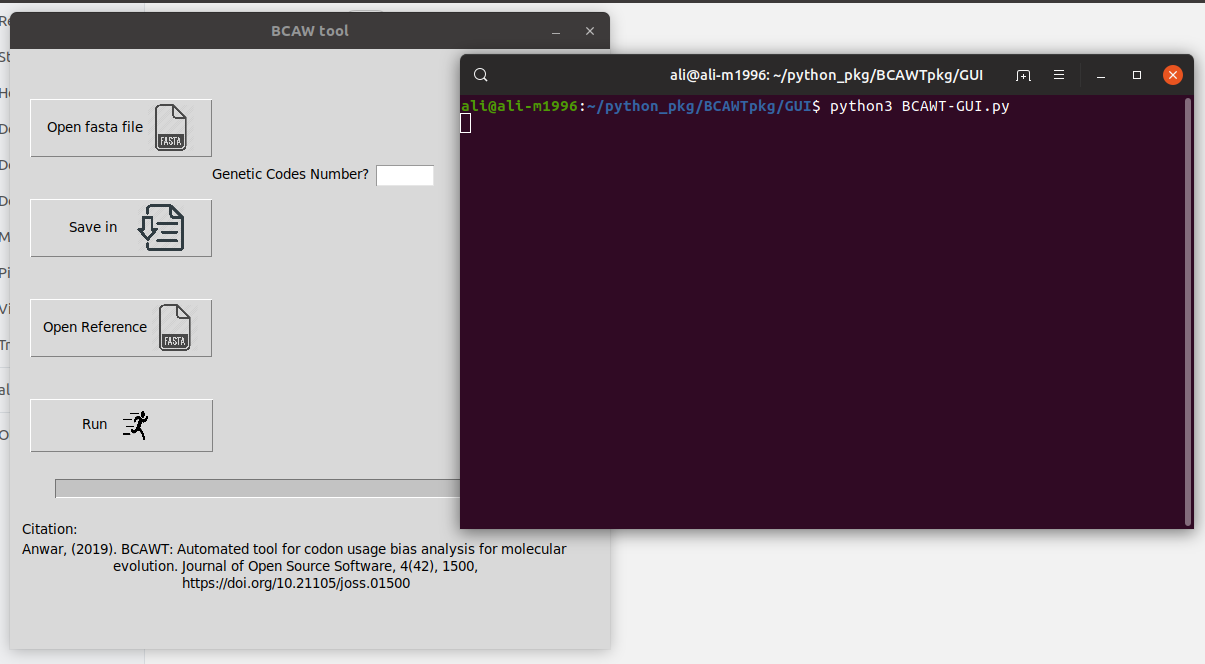 BCAW tool
Open fasta file
FASTA
Genetic Codes Number?
Save in
Open Reference
FASTA
Run
Citation:
Anwar, (2019). BCAWT: Automated tool for codon usage bias analysis for molecular
evolution. Journal of Open Source Software, 4(42), 1500,
https://doi.org/10.21105/joss.01500
ali@ali-m1996: ~/python_pkg/BCAWTpkg/GUI
ali@ali-m1996:~/python_pkg/BCAWTpkg/GUI$ python3 BCAWT-GUI.py